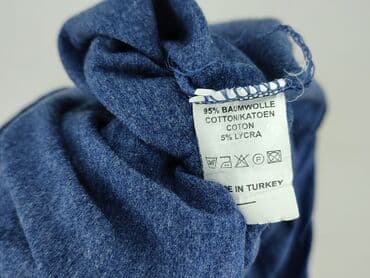 95% BAUMWOLLE
COTTON/KATOEN
COTON
5% LYCRA
IN TURKEY